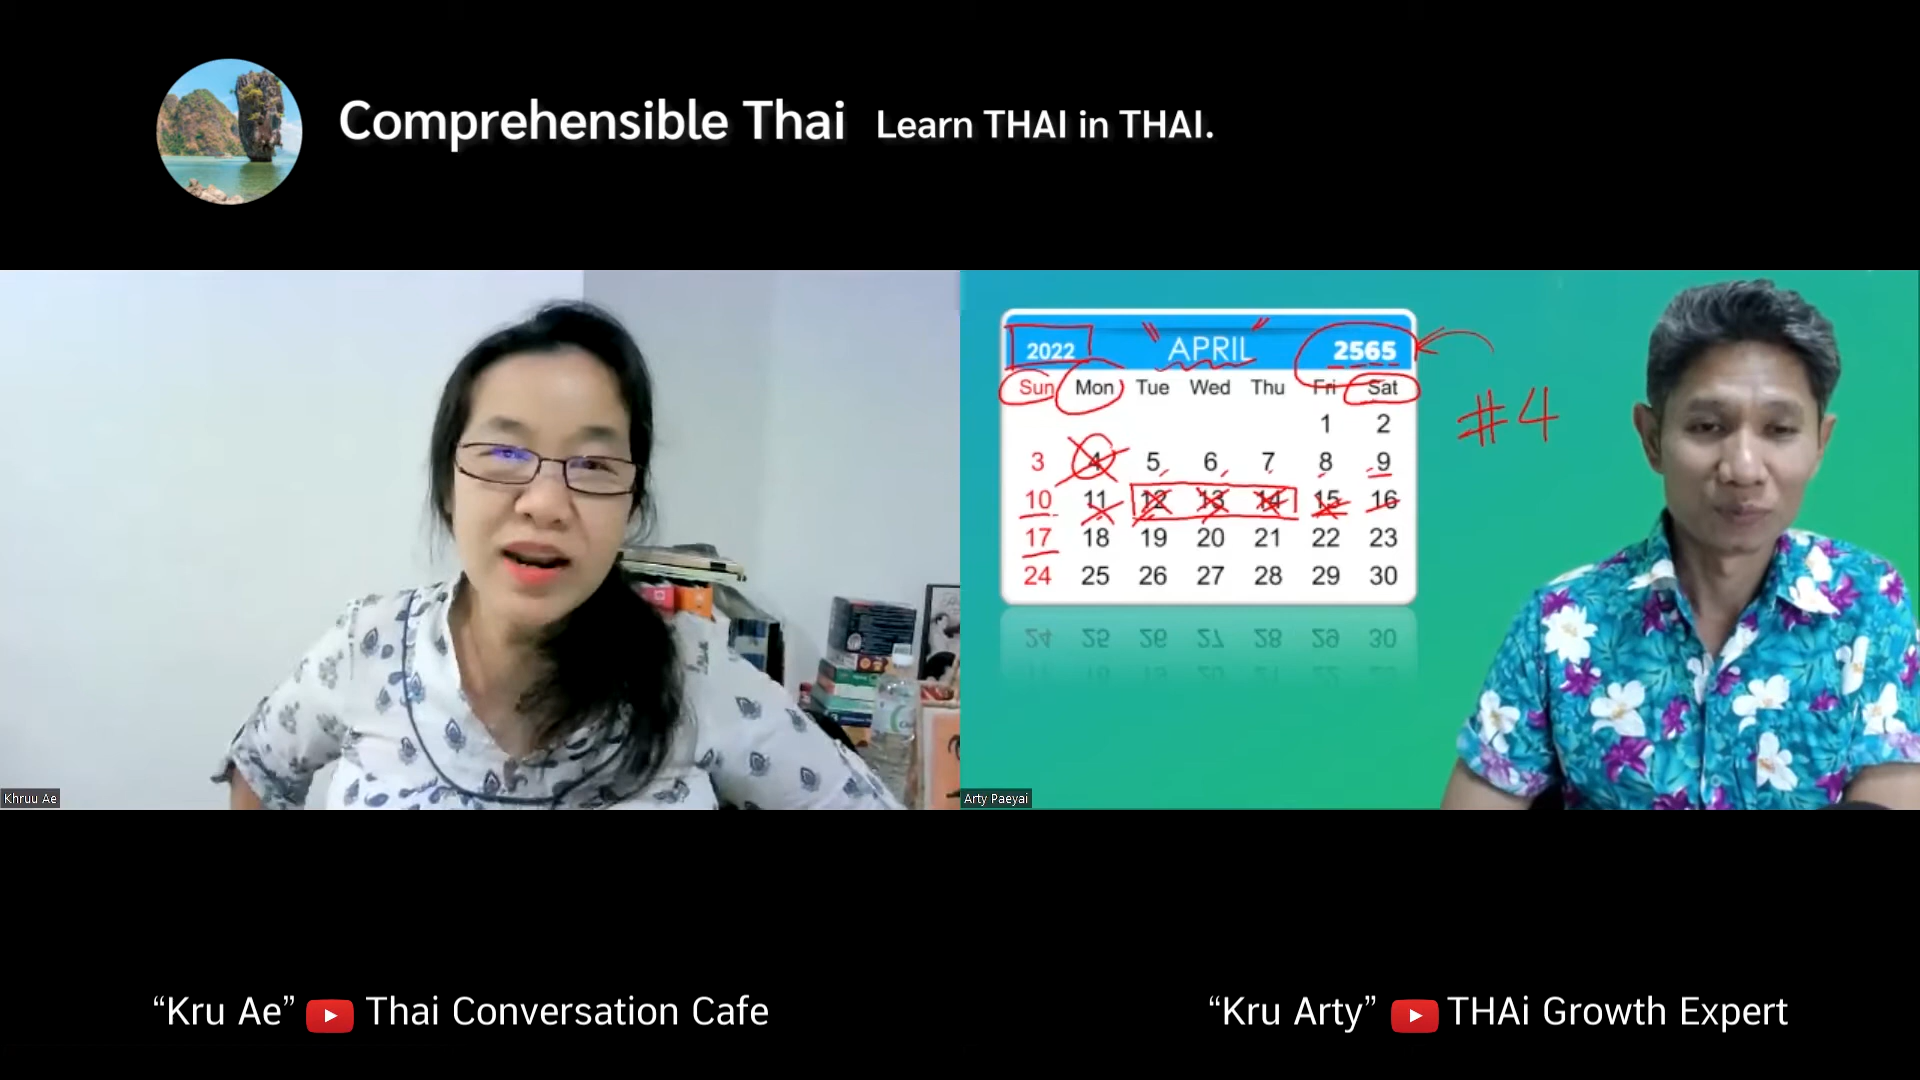 Comprehensible Thai Learn THAI in THAI.
2022 APRIL 2565
Sun Mon Tue Wed Thu Fri Sat
1 2
3 4 5 6 7 8 9
10 11 12 13 14 15 16
17 18 19 20 21 22 23
24 25 26 27 28 29 30
#4
Khruu Ae
Arty Paeyai
“Kru Ae” Thai Conversation Cafe
“Kru Arty” THAi Growth Expert